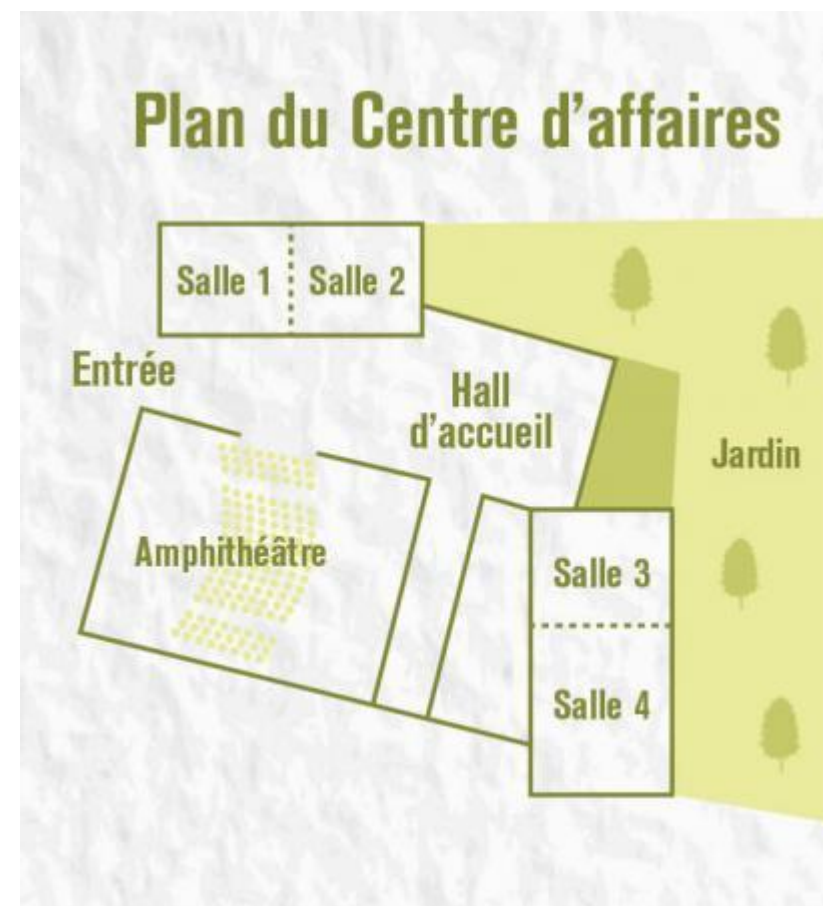 Plan du Centre d'affaires
Salle 1
Salle 2
Entrée
Hall
d'accueil
Jardin
Amphithéâtre
Salle 3
Salle 4